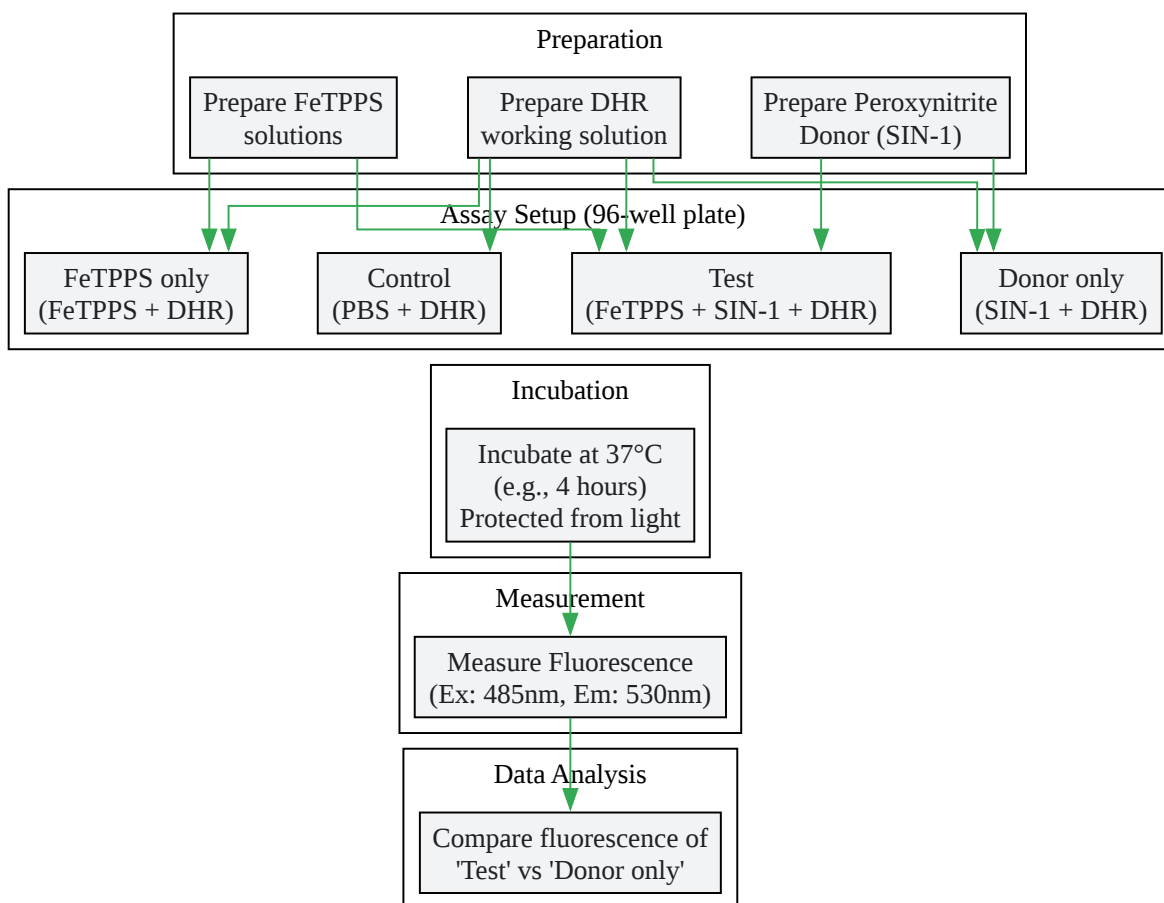 Preparation
Prepare FeTPPS
solutions
Prepare DHR
working solution
Prepare Peroxynitrite
Donor (SIN-1)
Assay Setup (96-well plate)
FeTPPS only
(FeTPPS + DHR)
Control
(PBS + DHR)
Test
(FeTPPS + SIN-1 + DHR)
Donor only
(SIN-1 + DHR)
Incubation
Incubate at 37°C
(e.g., 4 hours)
Protected from light
Measurement
Measure Fluorescence
(Ex: 485nm, Em: 530nm)
Data Analysis
Compare fluorescence of
'Test' vs 'Donor only'